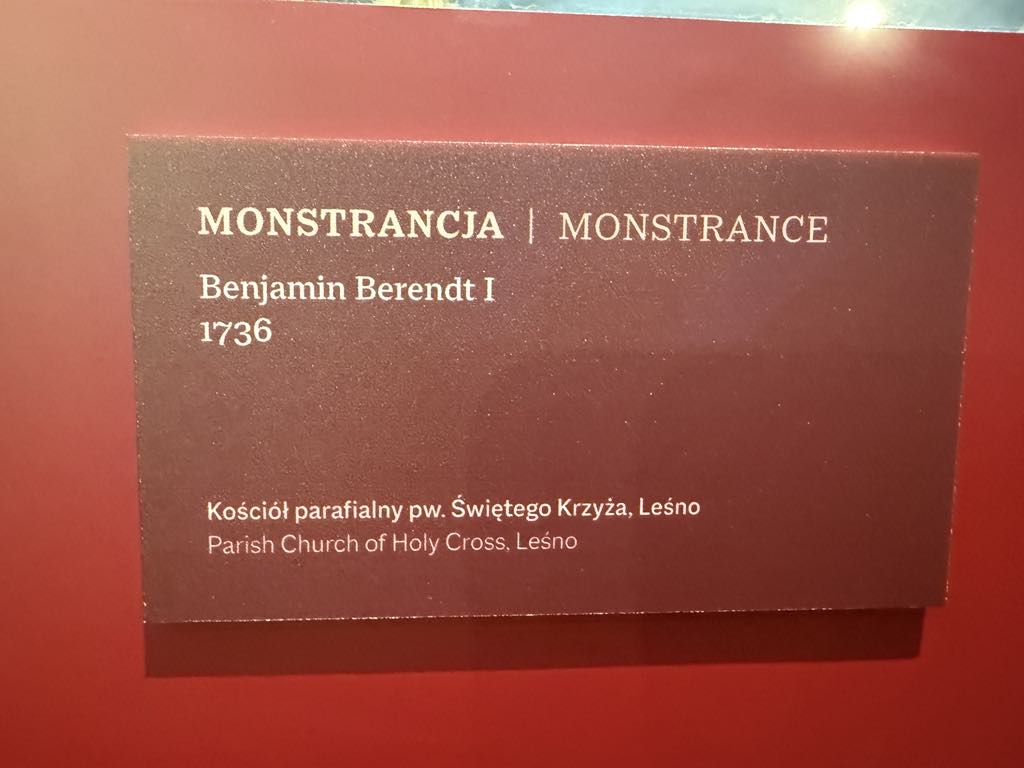 MONSTRANCJA | MONSTRANCE
Benjamin Berendt I
1736
Kościół parafialny pw. Świętego Krzyża, Leśno
Parish Church of Holy Cross, Leśno